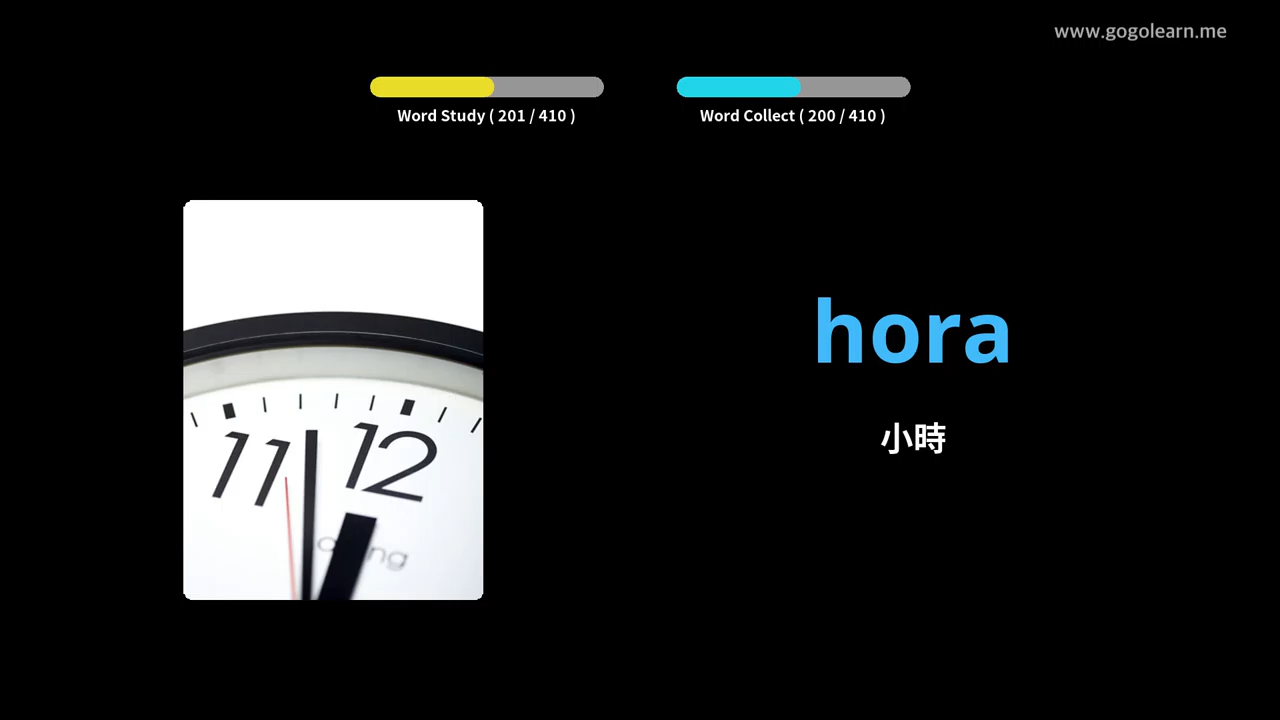 www.gogolearn.me
Word Study ( 201 / 410 )
Word Collect ( 200 / 410 )
11
12
hora
小時